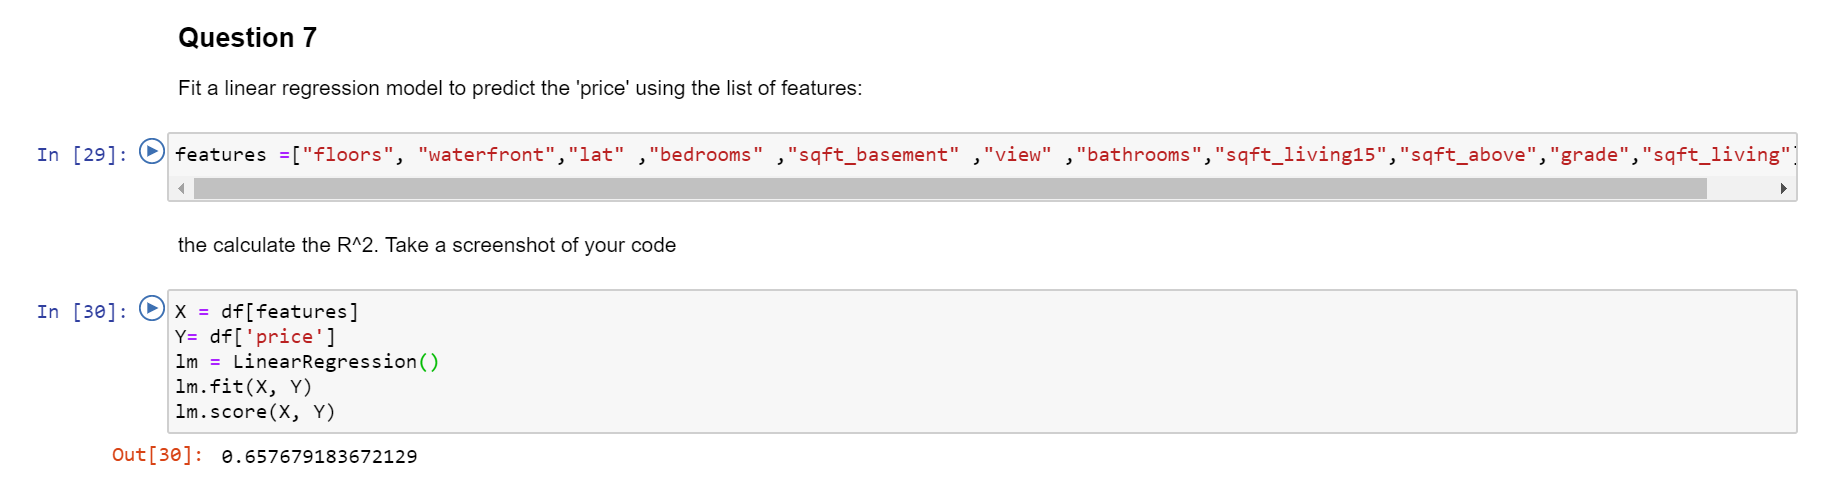 Question 7
Fit a linear regression model to predict the 'price' using the list of features:
In [29]: features =["floors", "waterfront","lat" ,"bedrooms" ,"sqft_basement" ,"view" ,"bathrooms","sqft_living15","sqft_above","grade","sqft_living"]
the calculate the R^2. Take a screenshot of your code
In [30]: X = df[features]
Y= df['price']
lm = LinearRegression()
lm.fit(X, Y)
lm.score(X, Y)
Out[30]: 0.657679183672129